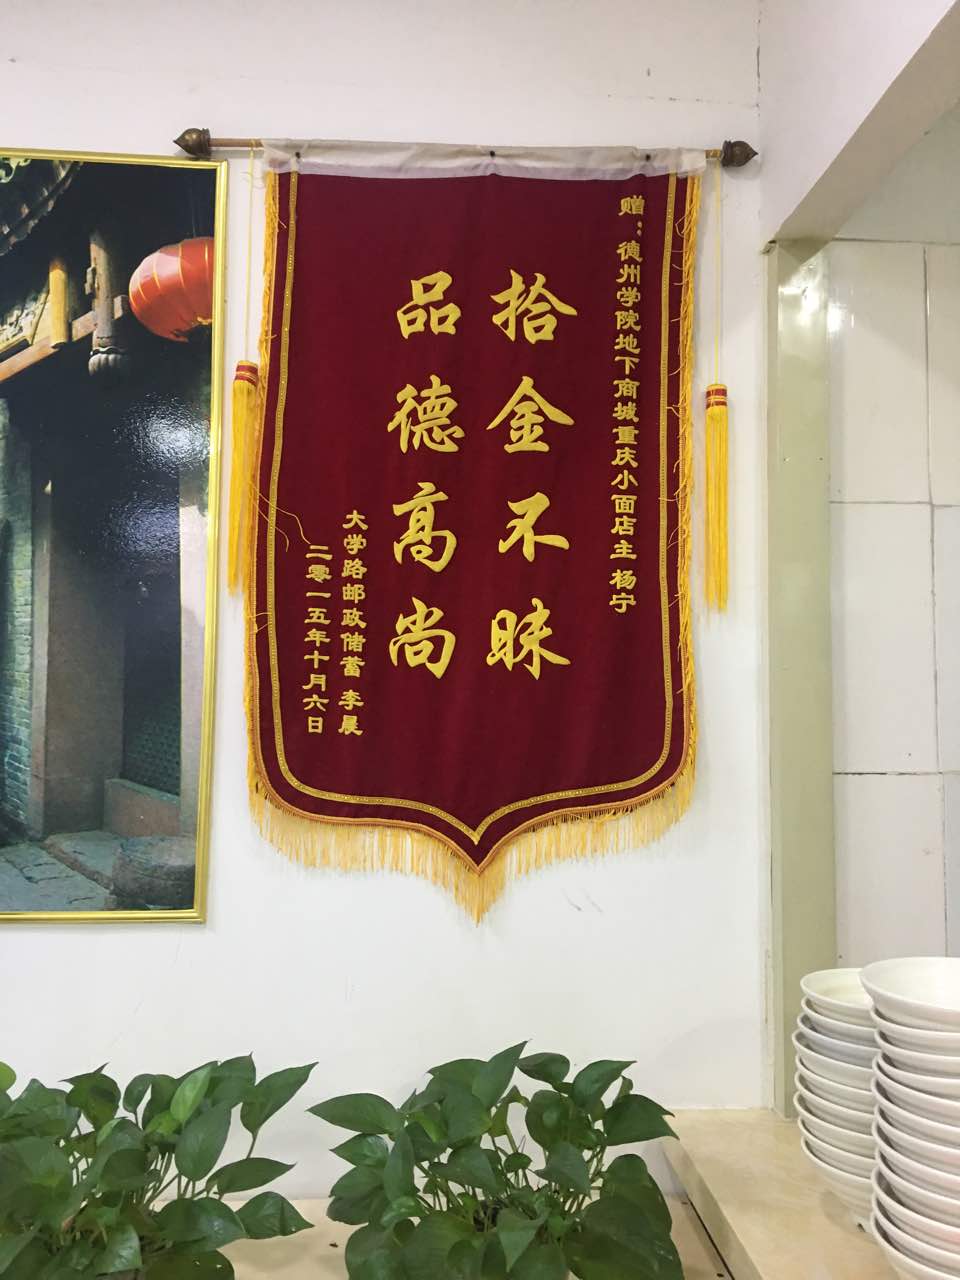 赠：德州学院地下商城重庆小面店主 杨宁
拾金不昧
品德高尚
大学路邮政储蓄 李晨
二零一五年十月六日